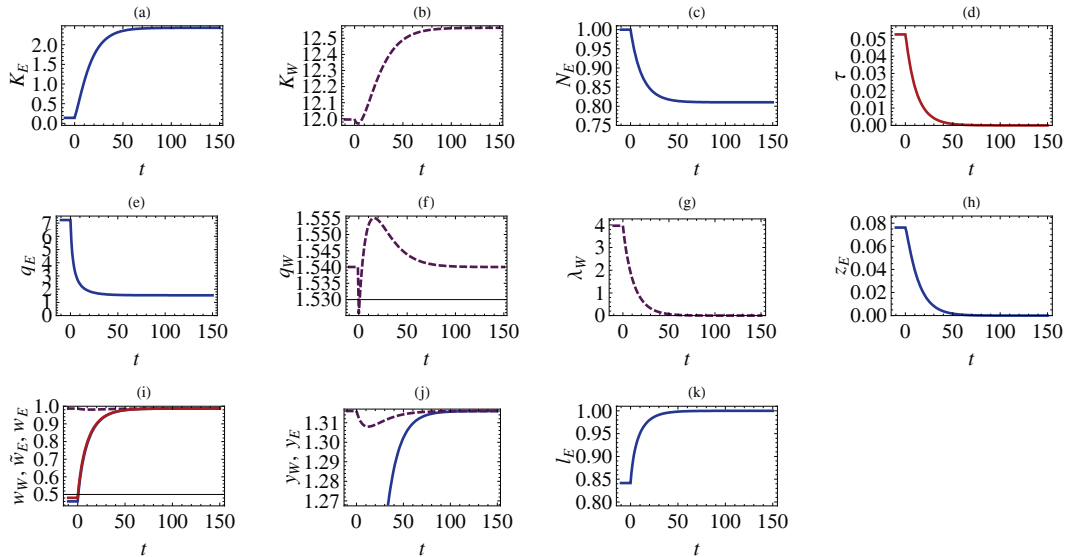 (a) (b) (c) (d)
2.0 1.5 1.0 0.5 0.0 K_E 0 50 100 150 t
12.5 12.4 12.3 12.2 12.1 12.0 K_W 0 50 100 150 t
1.00 0.95 0.90 0.85 0.80 0.75 N_E 0 50 100 150 t
0.05 0.04 0.03 0.02 0.01 0.00 τ 0 50 100 150 t
(e) (f) (g) (h)
7 6 5 4 3 2 1 0 q_E 0 50 100 150 t
1.555 1.540 1.530 q_W 0 50 100 150 t
4 3 2 1 0 λ_W 0 50 100 150 t
0.08 0.06 0.04 0.02 0.00 z_E 0 50 100 150 t
(i) (j) (k)
1.0 0.9 0.8 0.7 0.6 0.5 w_W, w̃_E, w_E 0 50 100 150 t
1.31 1.30 1.29 1.28 1.27 y_W, y_E 0 50 100 150 t
1.00 0.95 0.90 0.85 0.80 l_E 0 50 100 150 t